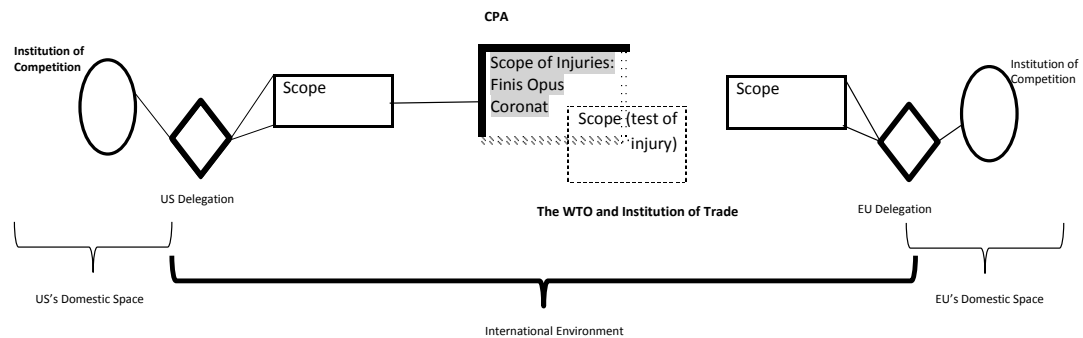 CPA
Institution of
Competition
Scope
Scope of Injuries:
Finis Opus
Coronat
Scope (test of
injury)
Scope
Institution of
Competition
US Delegation
The WTO and Institution of Trade
EU Delegation
US's Domestic Space
EU's Domestic Space
International Environment